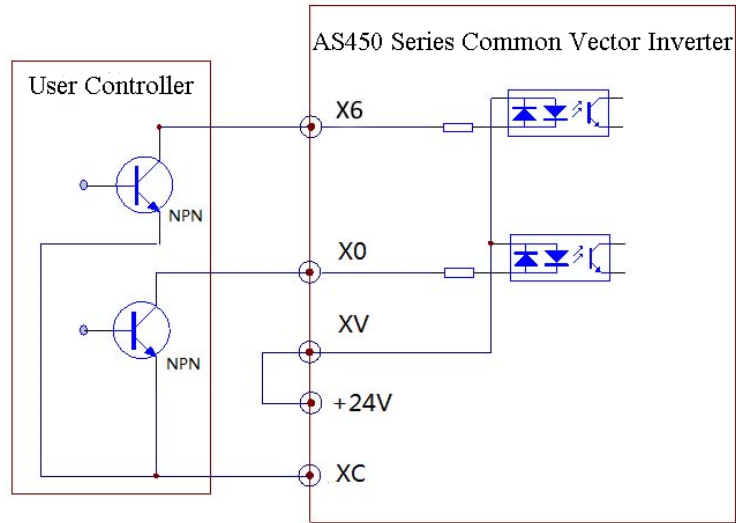 AS450 Series Common Vector Inverter
User Controller
X6
NPN
X0
NPN
XV
+24V
XC